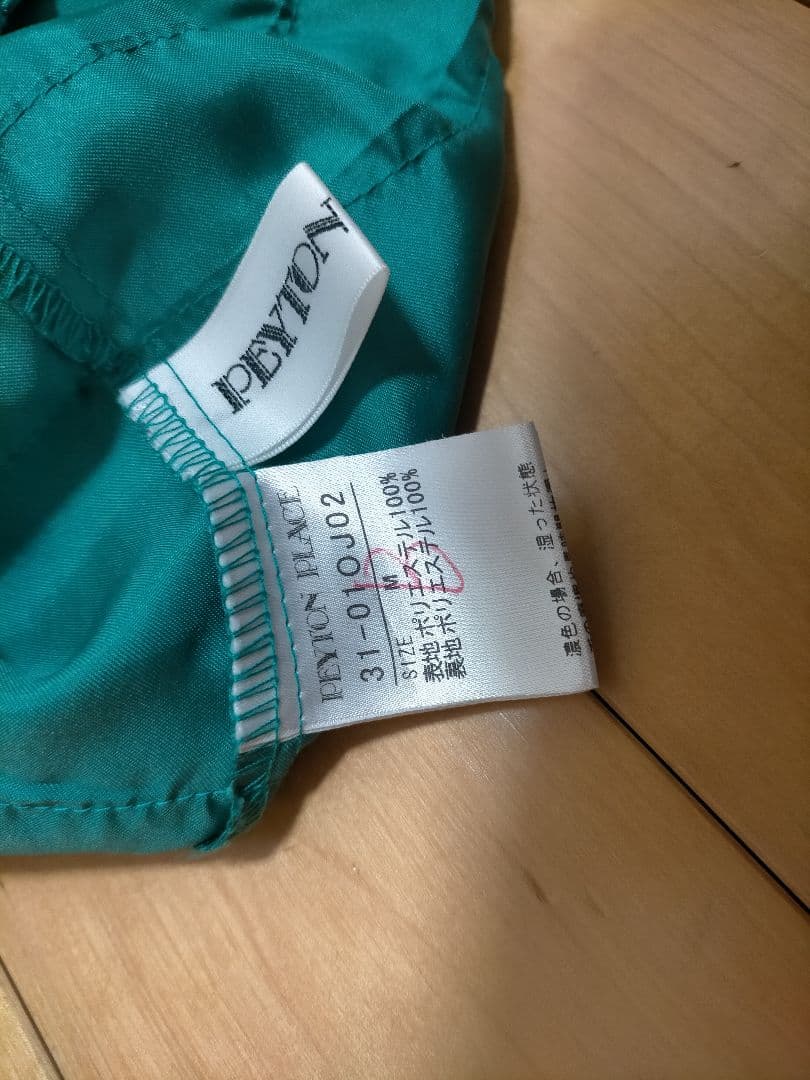 PEYTON
PEYTON PLACE
31-010J02
SIZE M
表地 ポリエステル100%
裏地 ポリエステル100%
濃色の場合、湿った状態